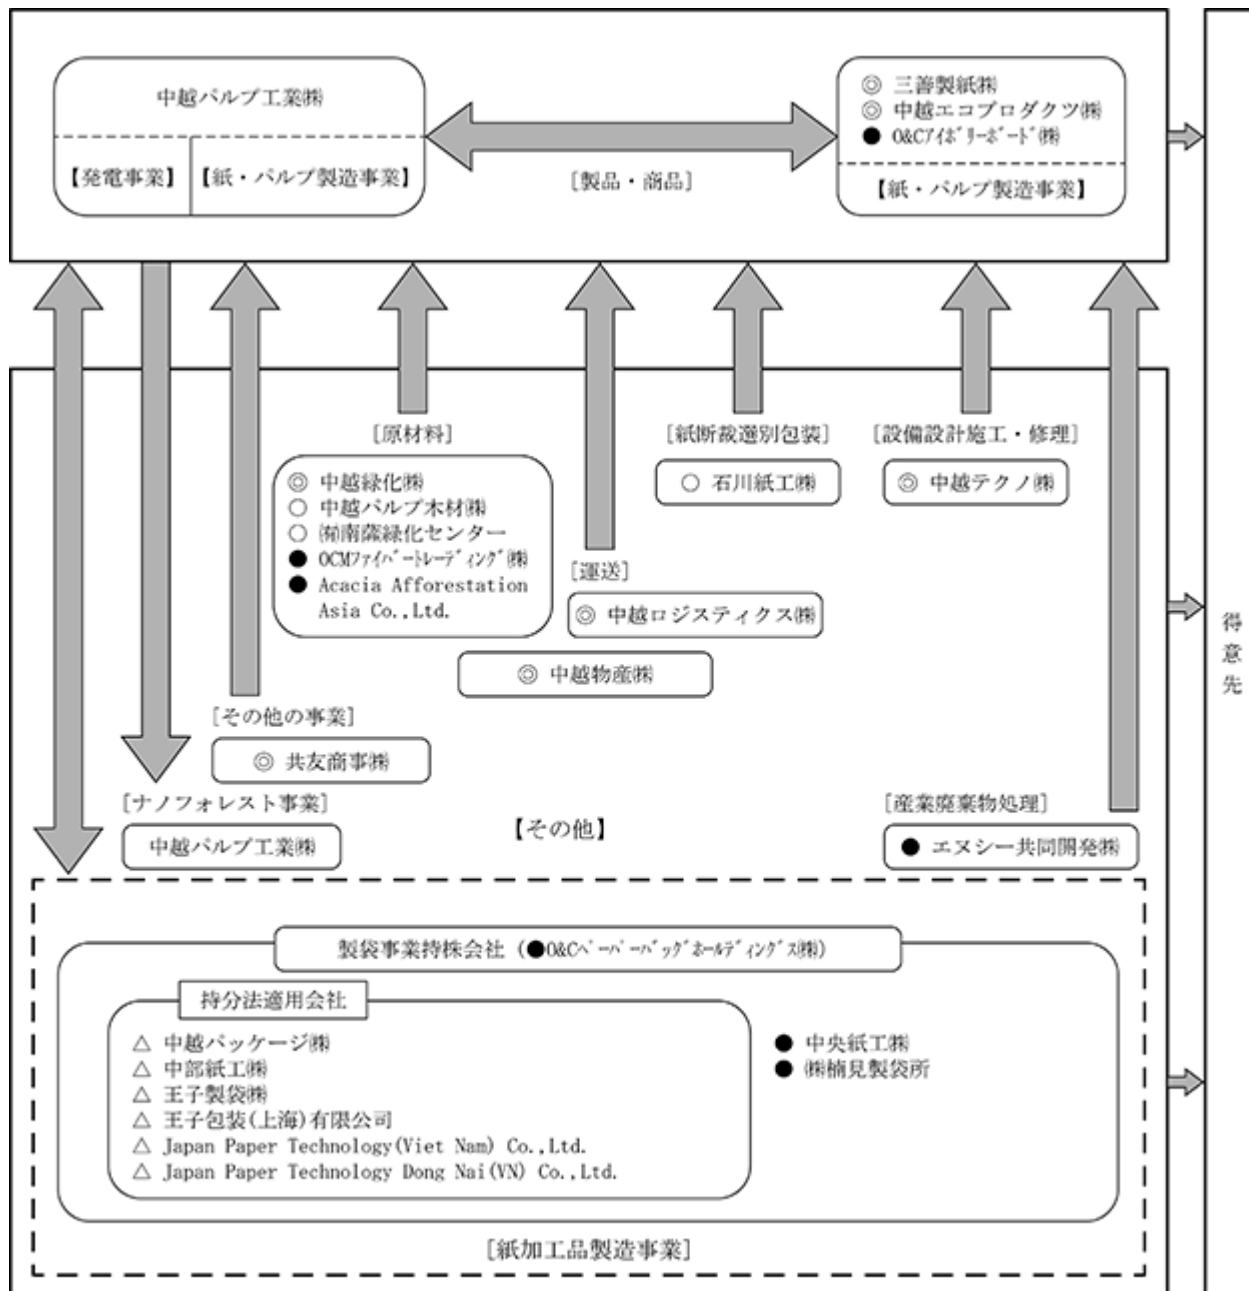 中越パルプ工業㈱
【発電事業】
【紙・パルプ製造事業】
[製品・商品]
◎ 三善製紙㈱
◎ 中越エコプロダクツ㈱
● O&Cｱｲﾎﾞﾘｰﾎﾞｰﾄﾞ㈱
【紙・パルプ製造事業】
[原材料]
◎ 中越緑化㈱
○ 中越パルプ木材㈱
○ ㈲南薩緑化センター
● OCMﾌｧｲﾊﾞｰﾄﾚｰﾃﾞｨﾝｸﾞ㈱
● Acacia Afforestation
Asia Co.,Ltd.
[紙断裁選別包装]
○ 石川紙工㈱
[設備設計施工・修理]
◎ 中越テクノ㈱
[運送]
◎ 中越ロジスティクス㈱
◎ 中越物産㈱
[その他の事業]
◎ 共友商事㈱
[ナノフォレスト事業]
中越パルプ工業㈱
【その他】
[産業廃棄物処理]
● エヌシー共同開発㈱
得意先
製袋事業持株会社（●O&Cﾍﾟｰﾊﾟｰﾊﾞｯｸﾞﾎｰﾙﾃﾞｨﾝｸﾞｽ㈱）
持分法適用会社
△ 中越パッケージ㈱
△ 中部紙工㈱
△ 王子製袋㈱
△ 王子包装(上海)有限公司
△ Japan Paper Technology(Viet Nam) Co.,Ltd.
△ Japan Paper Technology Dong Nai(VN) Co.,Ltd.
● 中央紙工㈱
● ㈱楠見製袋所
[紙加工品製造事業]